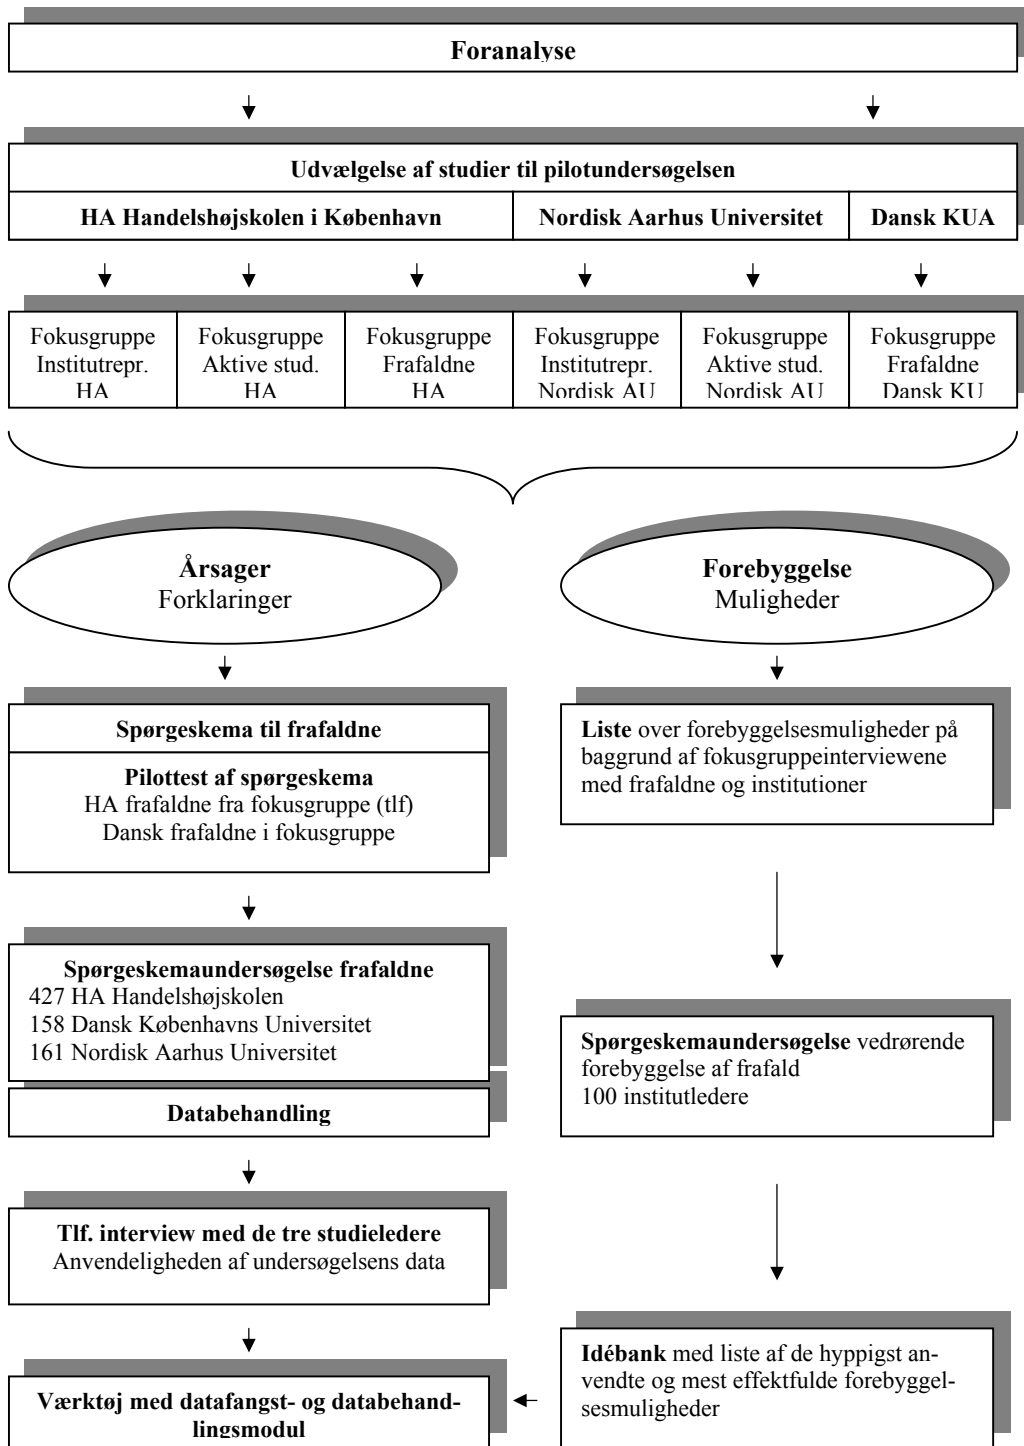 Foranalyse
Udvælgelse af studier til pilotundersøgelsen
HA Handelshøjskolen i København
Nordisk Aarhus Universitet
Dansk KUA
Fokusgruppe
Institutrepr.
HA
Fokusgruppe
Aktive stud.
HA
Fokusgruppe
Frafaldne
HA
Fokusgruppe
Institutrepr.
Nordisk AU
Fokusgruppe
Aktive stud.
Nordisk AU
Fokusgruppe
Frafaldne
Dansk KU
Årsager
Forklaringer
Forebyggelse
Muligheder
Spørgeskema til frafaldne
Pilottest af spørgeskema
HA frafaldne fra fokusgruppe (tlf)
Dansk frafaldne i fokusgruppe
Liste over forebyggelsesmuligheder på
baggrund af fokusgruppeinterviewene
med frafaldne og institutioner
Spørgeskemaundersøgelse frafaldne
427 HA Handelshøjskolen
158 Dansk Københavns Universitet
161 Nordisk Aarhus Universitet
Databehandling
Spørgeskemaundersøgelse vedrørende
forebyggelse af frafald
100 institutledere
Tlf. interview med de tre studieledere
Anvendeligheden af undersøgelsens data
Værktøj med datafangst- og databehand-
lingsmodul
Idébank med liste af de hyppigst an-
vendte og mest effektfulde forebyggel-
sesmuligheder